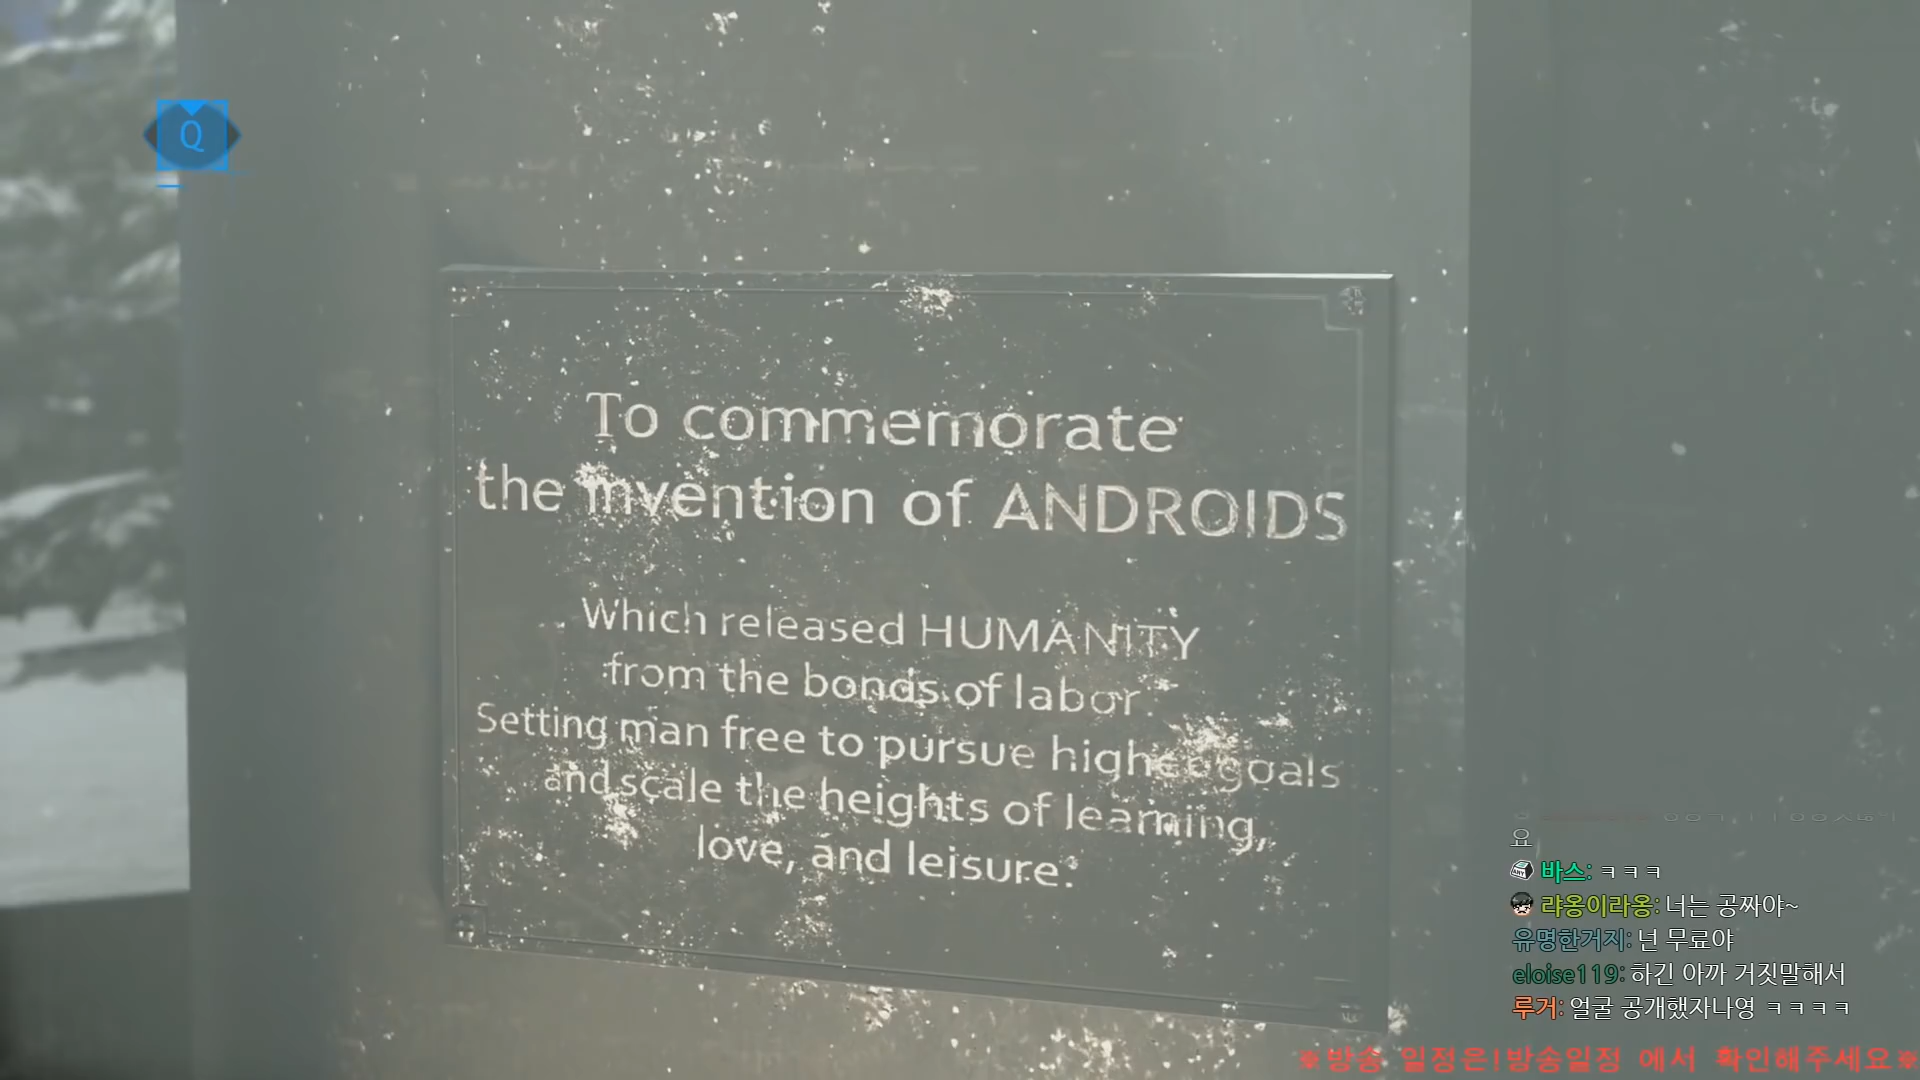 Q
To commemorate
the invention of ANDROIDS
Which released HUMANITY
from the bonds of labor.
Setting man free to pursue higher goals
and scale the heights of learning,
love, and leisure.
요
바스: ㅋㅋㅋ
랴옹이라옹: 너는 공짜야~
유명한거지: 넌 무료야
eloise119: 하긴 아까 거짓말해서
루거: 얼굴 공개했자나영 ㅋㅋㅋㅋ
※방송 일정은!방송일정 에서 확인해주세요※